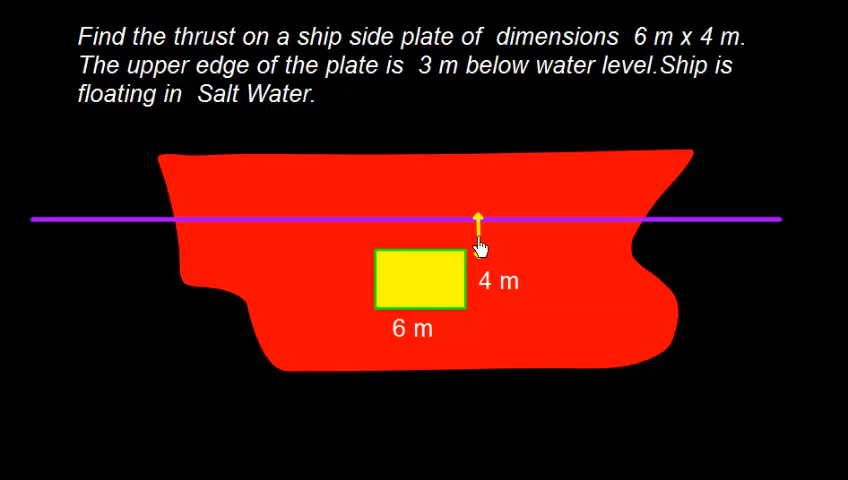 Find the thrust on a ship side plate of dimensions 6 m x 4 m.
The upper edge of the plate is 3 m below water level.Ship is
floating in Salt Water.
4 m
6 m